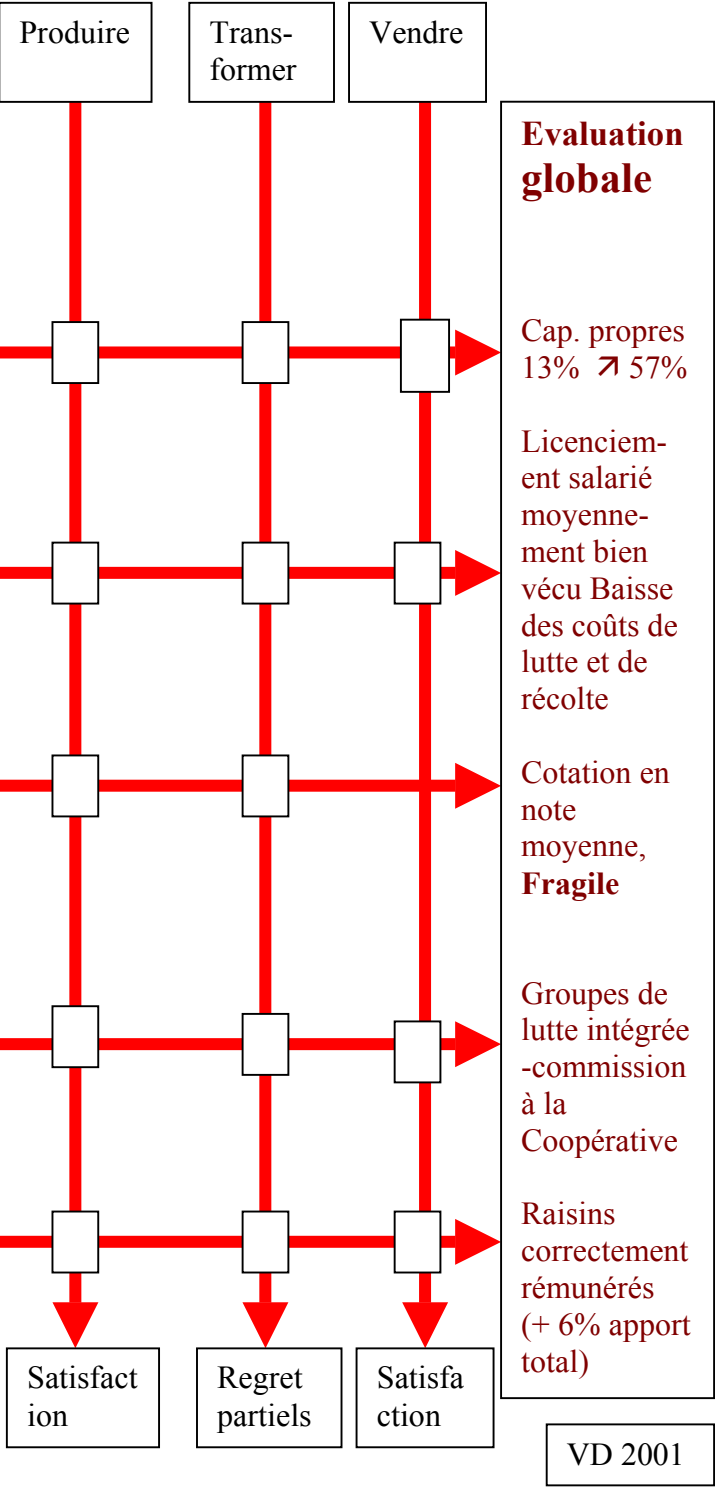 Produire
Trans-
former
Vendre
Evaluation
globale
Cap. propres
13% ↗ 57%
Licenciem-
ent salarié
moyenne-
ment bien
vécu Baisse
des coûts de
lutte et de
récolte
Cotation en
note
moyenne,
Fragile
Groupes de
lutte intégrée
-commission
à la
Coopérative
Raisins
correctement
rémunérés
(+ 6% apport
total)
Satisfact
ion
Regret
partiels
Satisfa
ction
VD 2001